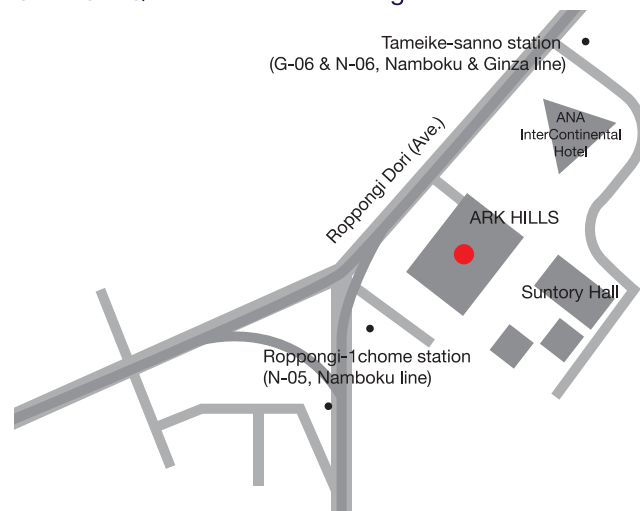 Tameike-sanno station
(G-06 & N-06, Namboku & Ginza line)
ANA
InterContinental
Hotel
Roppongi Dori (Ave.)
ARK HILLS
Suntory Hall
Roppongi-1chome station
(N-05, Namboku line)